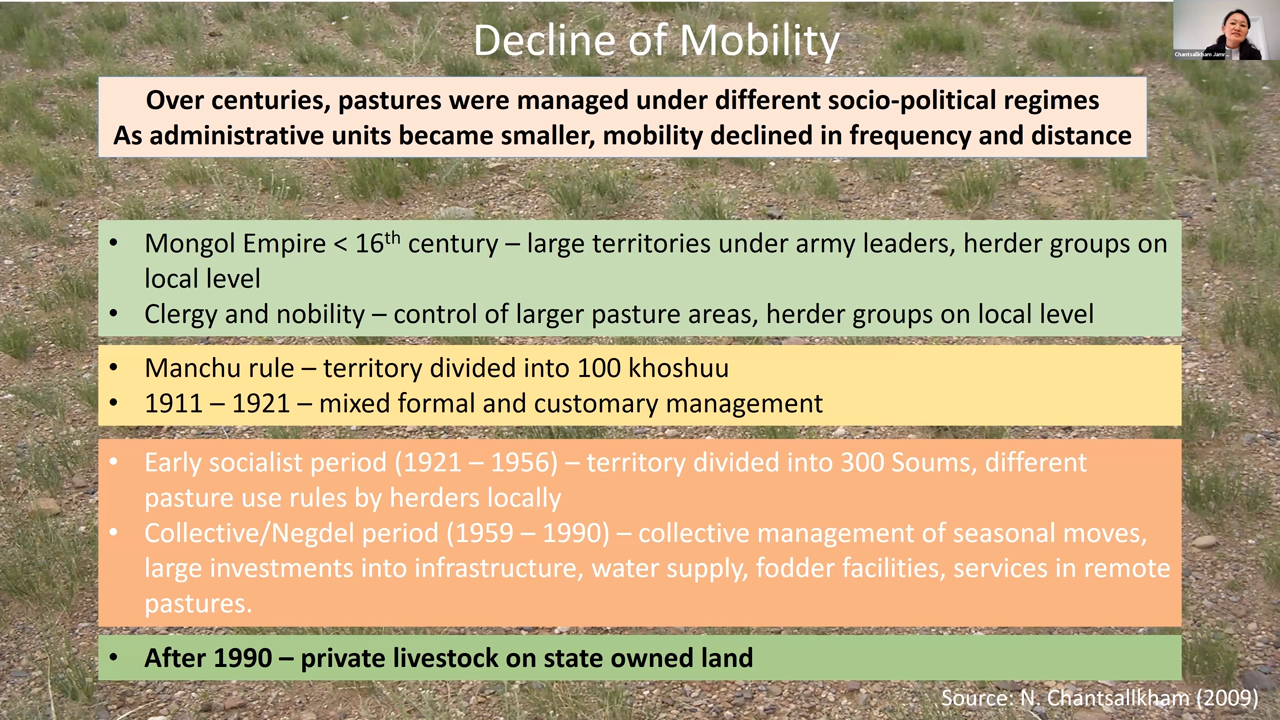 Decline of Mobility
Chantsallkham Jamr...
Over centuries, pastures were managed under different socio-political regimes
As administrative units became smaller, mobility declined in frequency and distance
• Mongol Empire < 16th century – large territories under army leaders, herder groups on
local level
• Clergy and nobility – control of larger pasture areas, herder groups on local level
• Manchu rule – territory divided into 100 khoshuu
• 1911 – 1921 – mixed formal and customary management
• Early socialist period (1921 – 1956) – territory divided into 300 Soums, different
pasture use rules by herders locally
• Collective/Negdel period (1959 – 1990) – collective management of seasonal moves,
large investments into infrastructure, water supply, fodder facilities, services in remote
pastures.
• After 1990 – private livestock on state owned land
Source: N. Chantsallkham (2009)